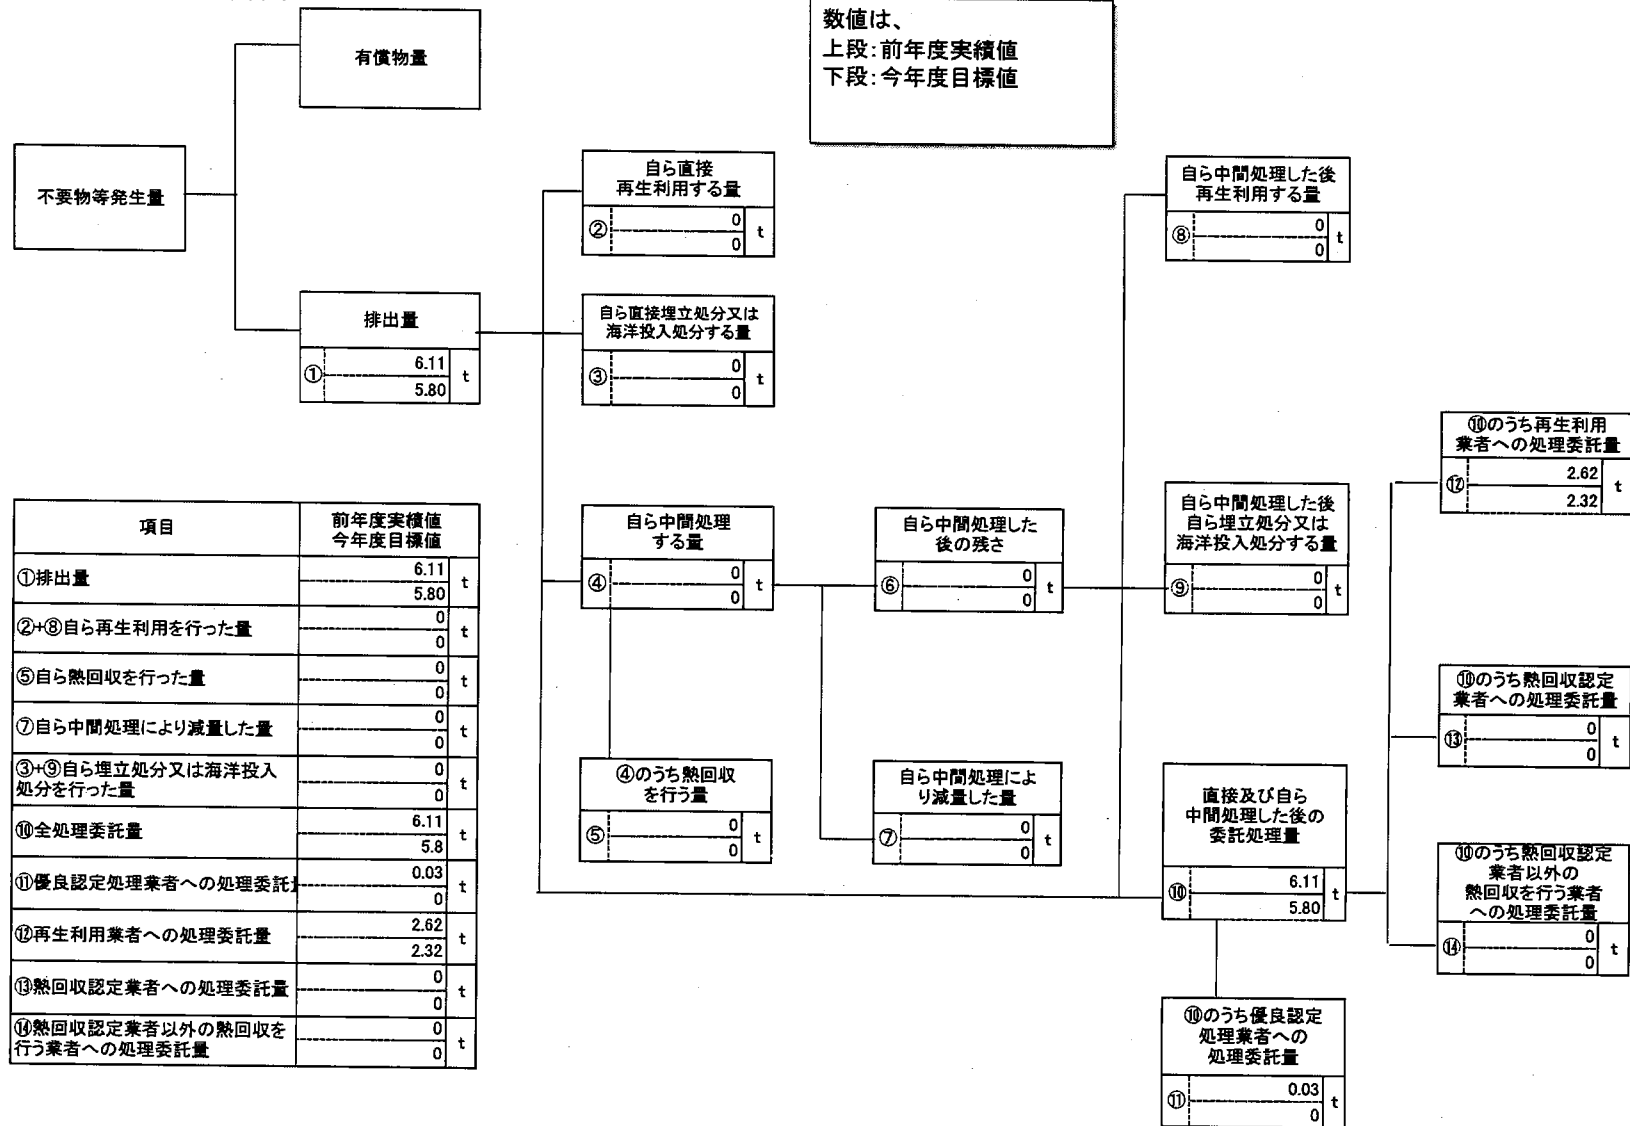 有償物量
数値は、
上段:前年度実績値
下段:今年度目標値
不要物等発生量
排出量
①
6.11
5.80
t
自ら直接
再生利用する量
②
0
0
t
自ら直接埋立処分又は
海洋投入処分する量
③
0
0
t
自ら中間処理した後
再生利用する量
⑧
0
0
t
自ら中間処理
する量
④
0
0
t
自ら中間処理した
後の残さ
⑥
0
0
t
自ら中間処理した後
自ら埋立処分又は
海洋投入処分する量
⑨
0
0
t
④のうち熱回収
を行う量
⑤
0
0
t
自ら中間処理によ
り減量した量
⑦
0
0
t
直接及び自ら
中間処理した後の
委託処理量
⑩
6.11
5.80
t
⑩のうち優良認定
処理業者への
処理委託量
⑪
0.03
0
t
⑩のうち再生利用
業者への処理委託量
⑫
2.62
2.32
t
⑩のうち熱回収認定
業者への処理委託量
⑬
0
0
t
⑩のうち熱回収認定
業者以外の
熱回収を行う業者
への処理委託量
⑭
0
0
t
項目
前年度実績値
今年度目標値
①排出量
6.11
5.80
t
②+⑧自ら再生利用を行った量
0
0
t
⑤自ら熱回収を行った量
0
0
t
⑦自ら中間処理により減量した量
0
0
t
③+⑨自ら埋立処分又は海洋投入
処分を行った量
0
0
t
⑩全処理委託量
6.11
5.8
t
⑪優良認定処理業者への処理委託
0.03
0
t
⑫再生利用業者への処理委託量
2.62
2.32
t
⑬熱回収認定業者への処理委託量
0
0
t
⑭熱回収認定業者以外の熱回収を
行う業者への処理委託量
0
0
t